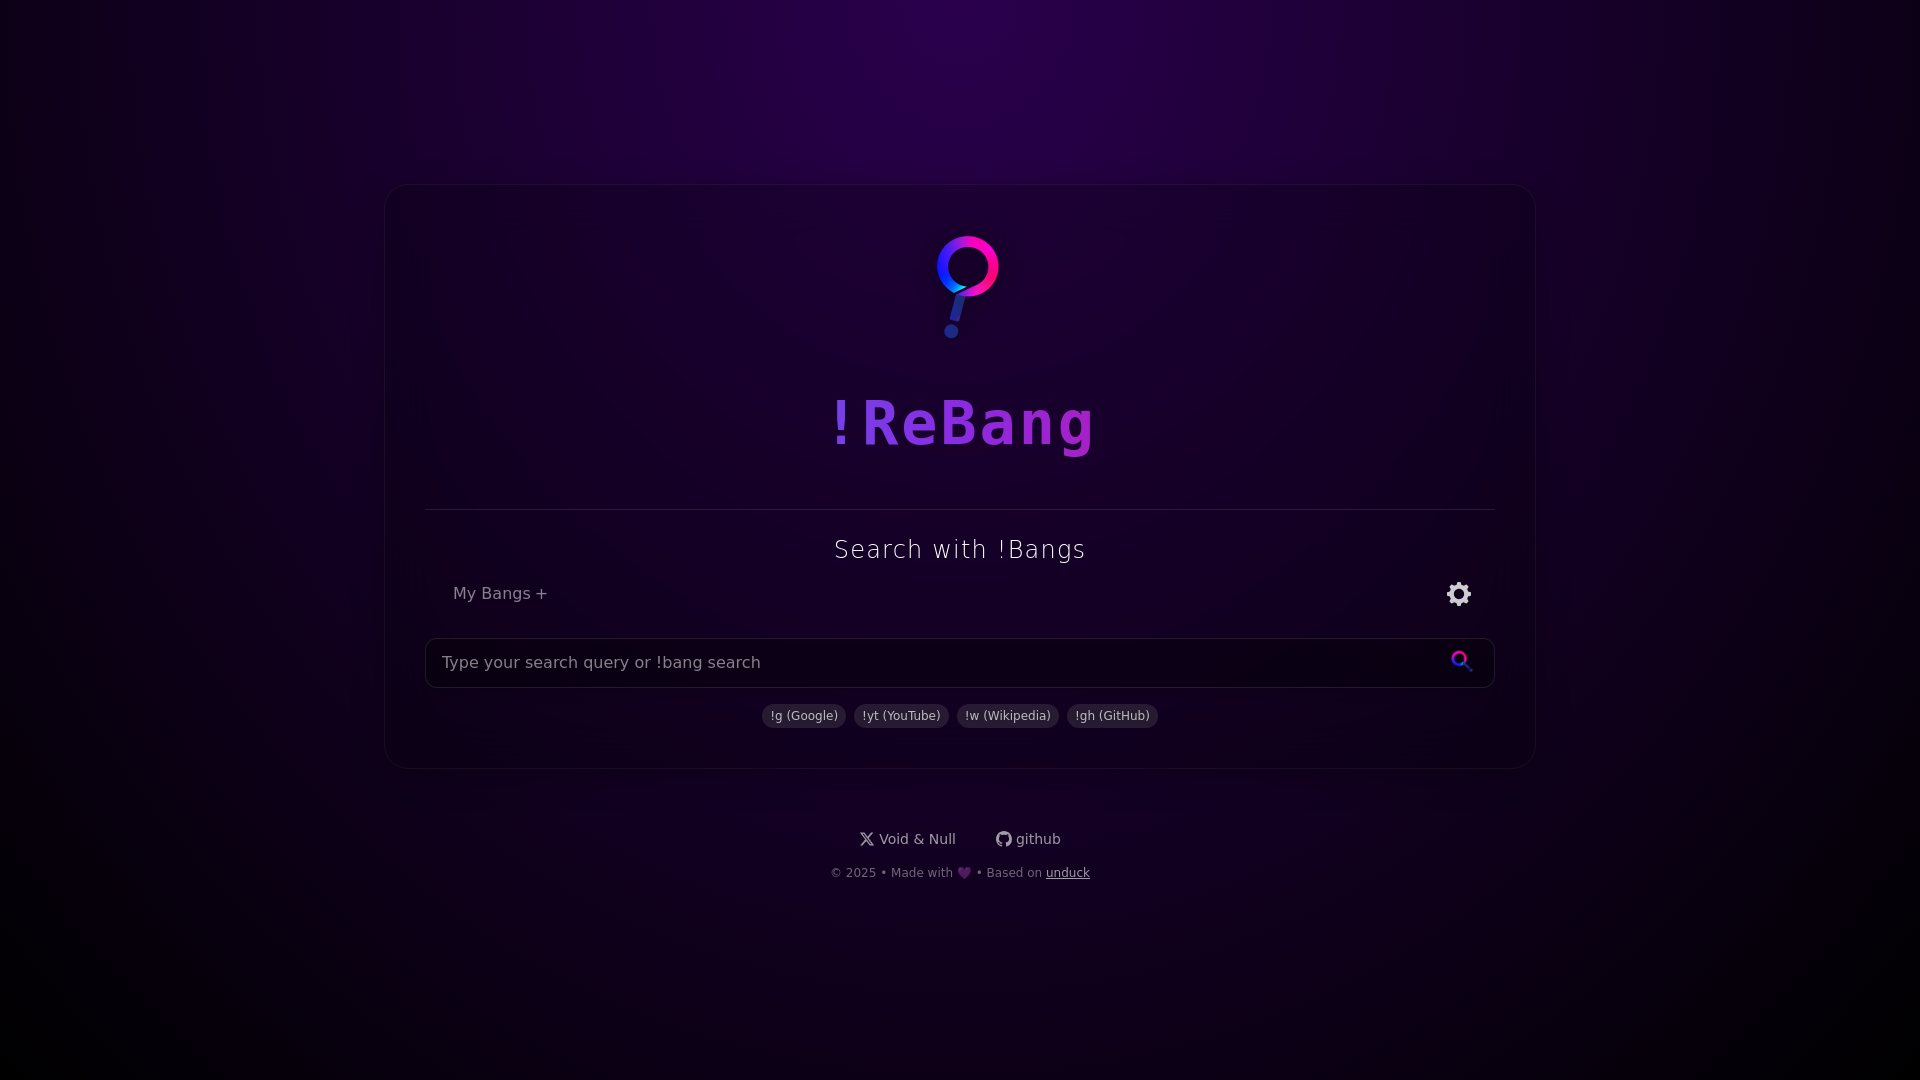 !ReBang
Search with !Bangs
My Bangs +
Type your search query or !bang search
!g (Google) !yt (YouTube) !w (Wikipedia) !gh (GitHub)
Void & Null github
© 2025 • Made with 💜 • Based on unduck